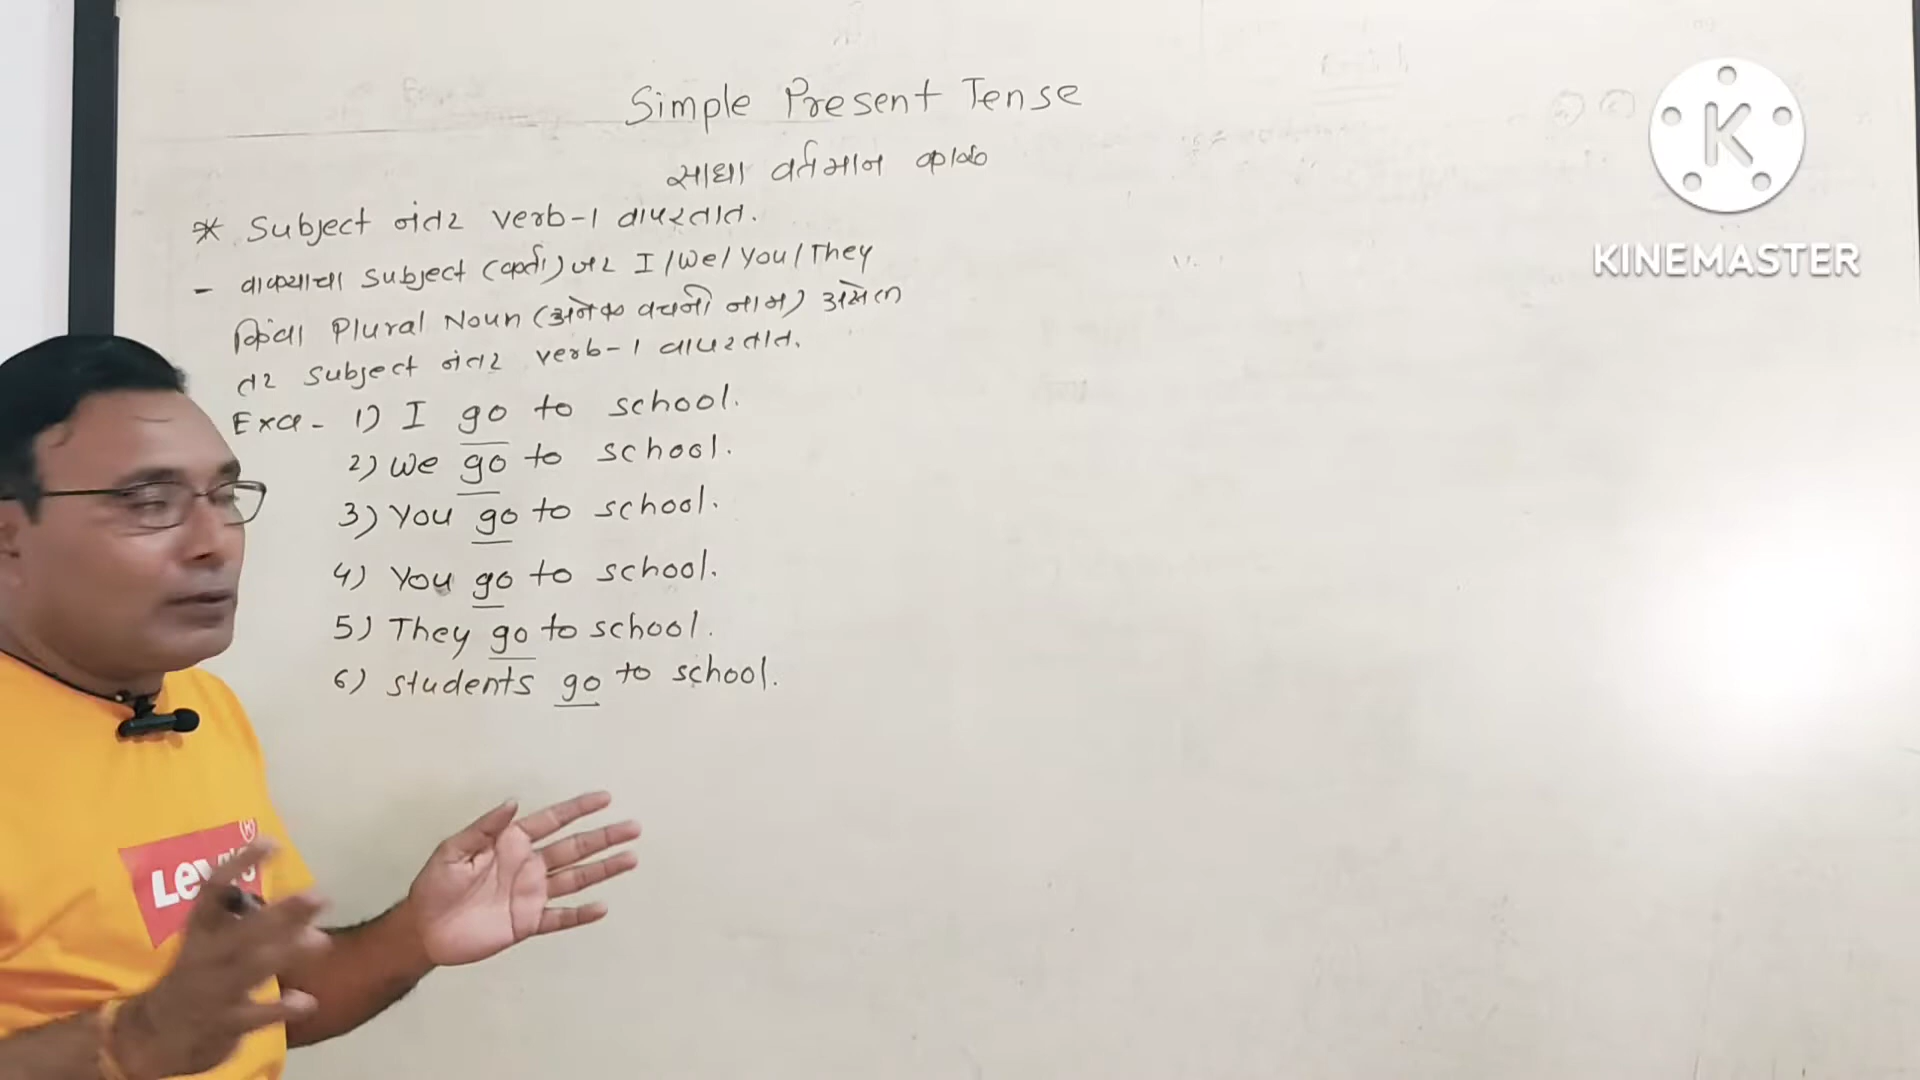 Simple Present Tense
साधा वर्तमान काळ
* Subject नंतर verb-1 वापरतात.
- वाक्याचा subject (कर्ता) जर I/We/You/They
किंवा Plural Noun (अनेक वचनी नाम) असेल
तर subject नंतर verb-1 वापरतात.
Exa- 1) I go to school.
2) We go to school.
3) You go to school.
4) You go to school.
5) They go to school.
6) students go to school.
K
KINEMASTER